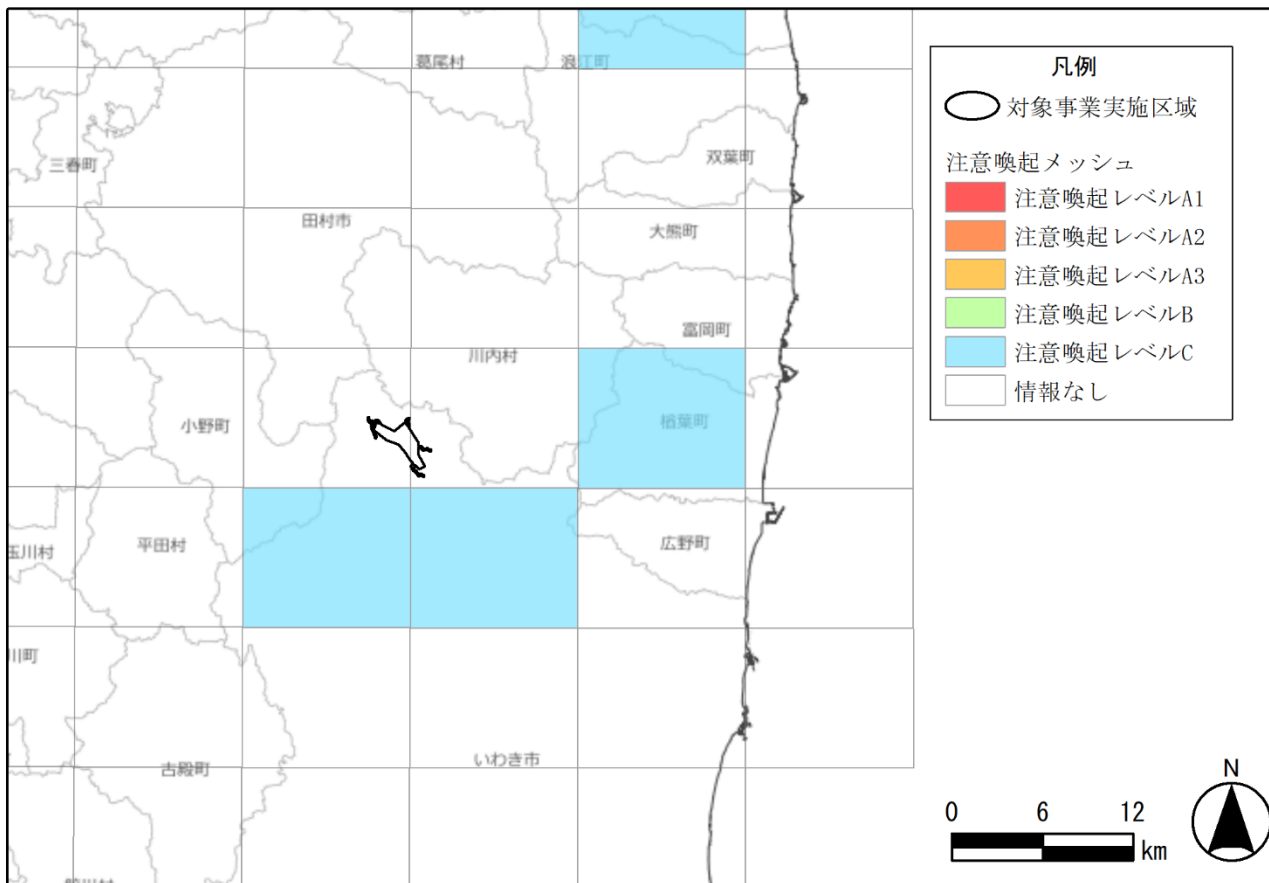 葛尾村
浪江町
三春町
双葉町
田村市
大熊町
富岡町
川内村
小野町
楢葉町
玉川村
平田村
広野町
川町
いわき市
古殿町
凡例
対象事業実施区域
注意喚起メッシュ
注意喚起レベルA1
注意喚起レベルA2
注意喚起レベルA3
注意喚起レベルB
注意喚起レベルC
情報なし
0 6 12
km
N